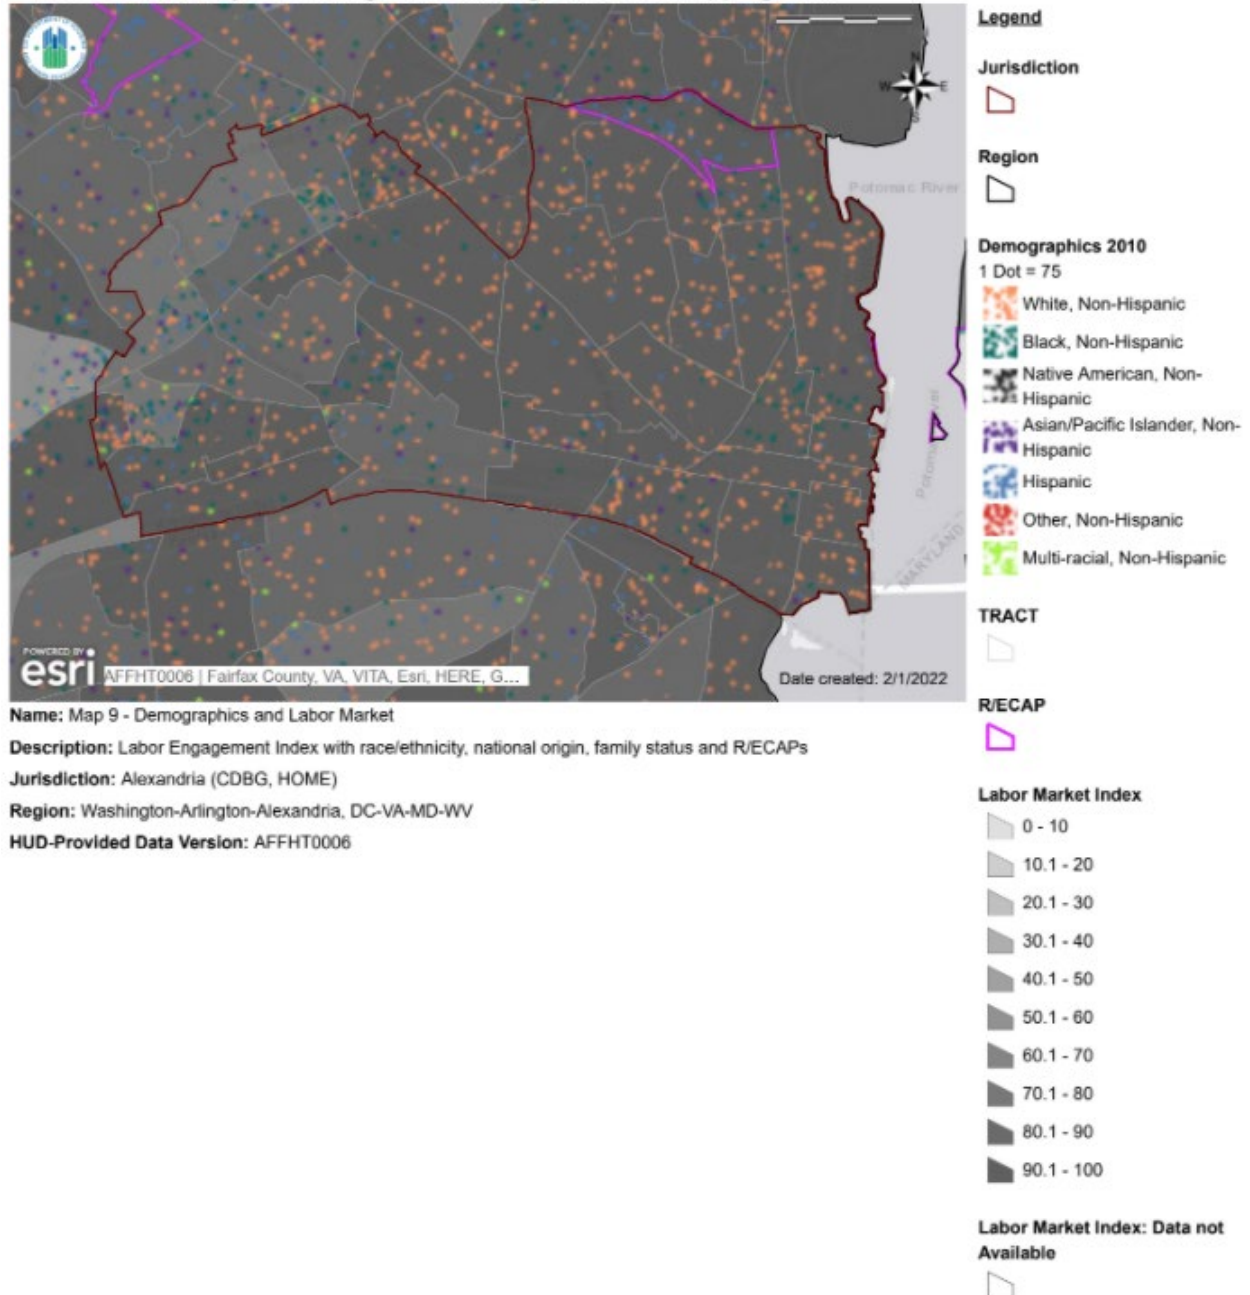 Legend
Jurisdiction
Region
Demographics 2010
1 Dot = 75
White, Non-Hispanic
Black, Non-Hispanic
Native American, Non-
Hispanic
Asian/Pacific Islander, Non-
Hispanic
Hispanic
Other, Non-Hispanic
Multi-racial, Non-Hispanic
TRACT
R/ECAP
Labor Market Index
0 - 10
10.1 - 20
20.1 - 30
30.1 - 40
40.1 - 50
50.1 - 60
60.1 - 70
70.1 - 80
80.1 - 90
90.1 - 100
Labor Market Index: Data not
Available
N
W E
S
Potomac River
Potomac River
MARYLAND
POWERED BY
esri
AFFHT0006 | Fairfax County, VA, VITA, Esri, HERE, G...
Date created: 2/1/2022
Name: Map 9 - Demographics and Labor Market
Description: Labor Engagement Index with race/ethnicity, national origin, family status and R/ECAPs
Jurisdiction: Alexandria (CDBG, HOME)
Region: Washington-Arlington-Alexandria, DC-VA-MD-WV
HUD-Provided Data Version: AFFHT0006